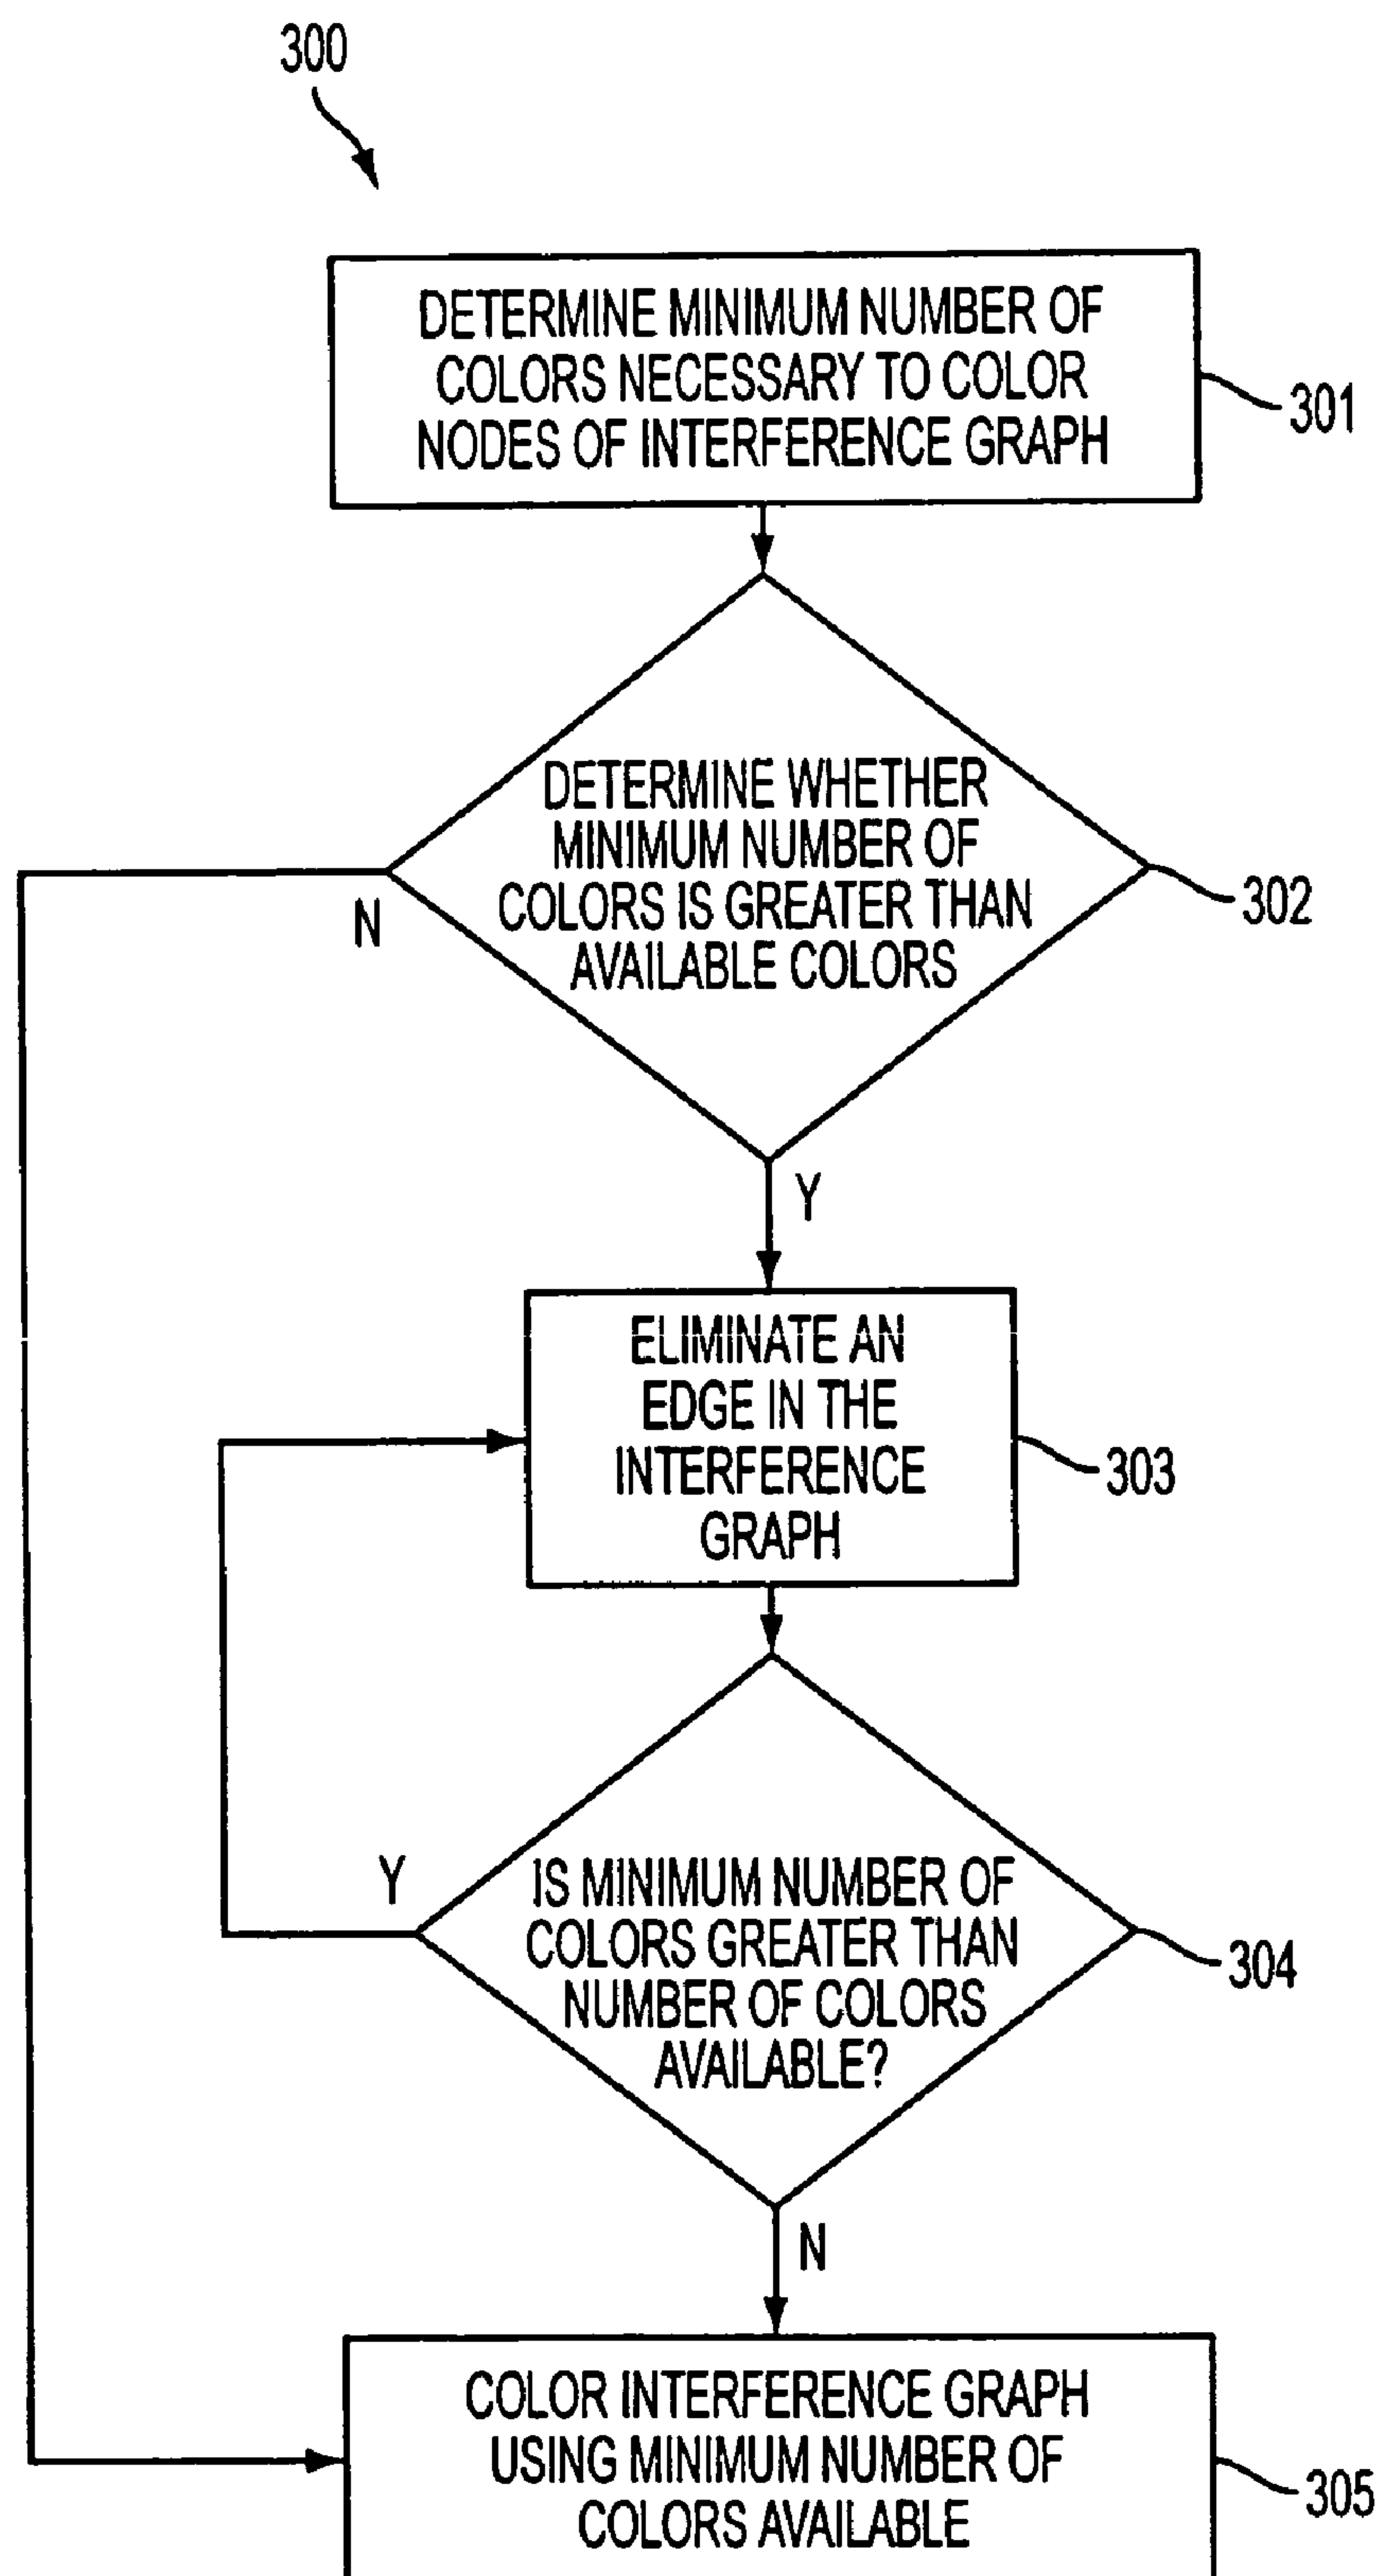 300
DETERMINE MINIMUM NUMBER OF
COLORS NECESSARY TO COLOR
NODES OF INTERFERENCE GRAPH
301
DETERMINE WHETHER
MINIMUM NUMBER OF
COLORS IS GREATER THAN
AVAILABLE COLORS
302
N
Y
ELIMINATE AN
EDGE IN THE
INTERFERENCE
GRAPH
303
Y
IS MINIMUM NUMBER OF
COLORS GREATER THAN
NUMBER OF COLORS
AVAILABLE?
304
N
COLOR INTERFERENCE GRAPH
USING MINIMUM NUMBER OF
COLORS AVAILABLE
305